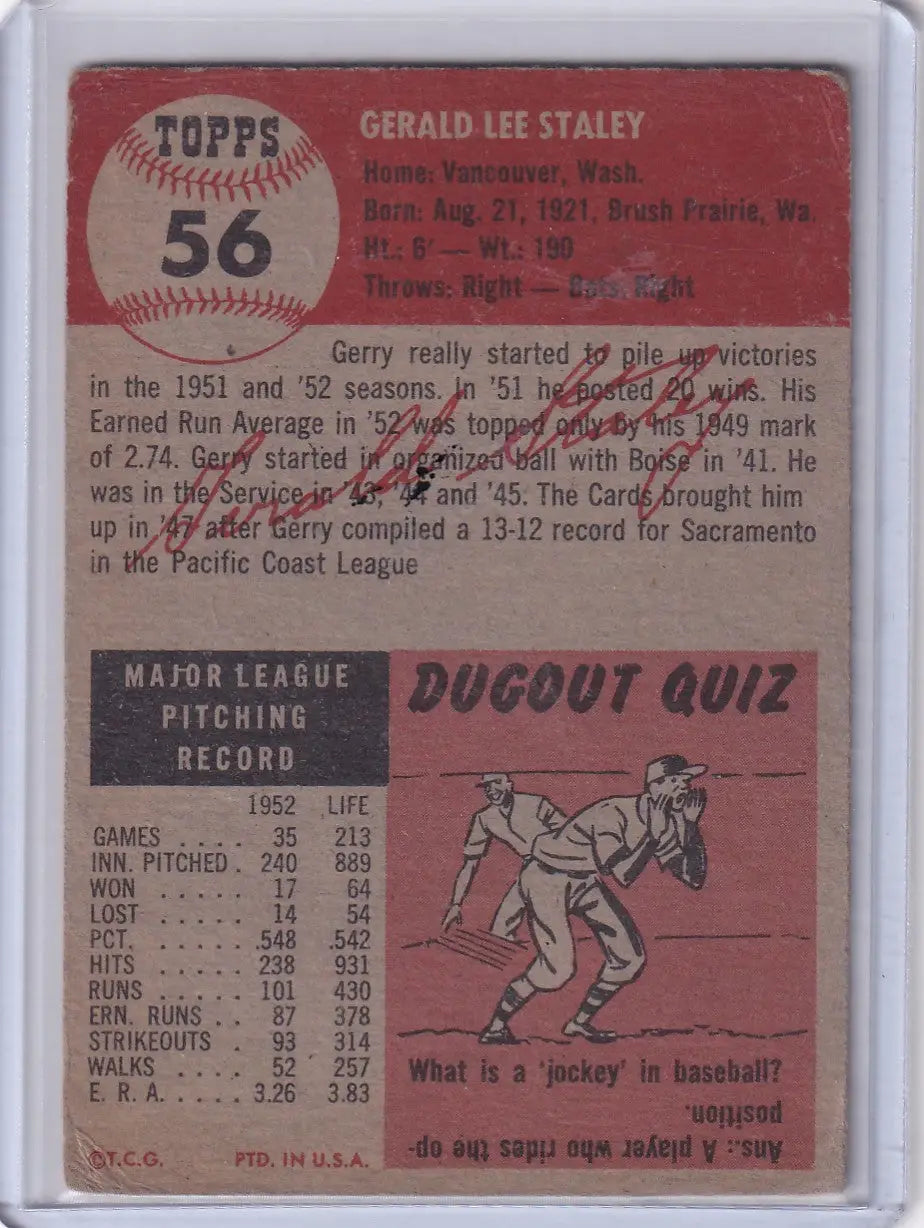 TOPPS
56
GERALD LEE STALEY
Home: Vancouver, Wash.
Born: Aug. 21, 1921, Brush Prairie, Wa.
Ht.: 6' — Wt.: 190
Throws: Right — Bats: Right
Gerry really started to pile up victories
in the 1951 and '52 seasons. In '51 he posted 20 wins. His
Earned Run Average in '52 was topped only by his 1949 mark
of 2.74. Gerry started in organized ball with Boise in '41. He
was in the Service in '43, '44 and '45. The Cards brought him
up in '47 after Gerry compiled a 13-12 record for Sacramento
in the Pacific Coast League
Gerald Staley
MAJOR LEAGUE
PITCHING
RECORD
1952 LIFE
GAMES .... 35 213
INN. PITCHED . 240 889
WON ..... 17 64
LOST ..... 14 54
PCT. ...... .548 .542
HITS ..... 238 931
RUNS ..... 101 430
ERN. RUNS .. 87 378
STRIKEOUTS . 93 314
WALKS .... 52 257
E. R. A. .... 3.26 3.83
©T.C.G. PTD. IN U.S.A.
DUGOUT QUIZ
What is a 'jockey' in baseball?
Ans.: A player who rides the op-
position.